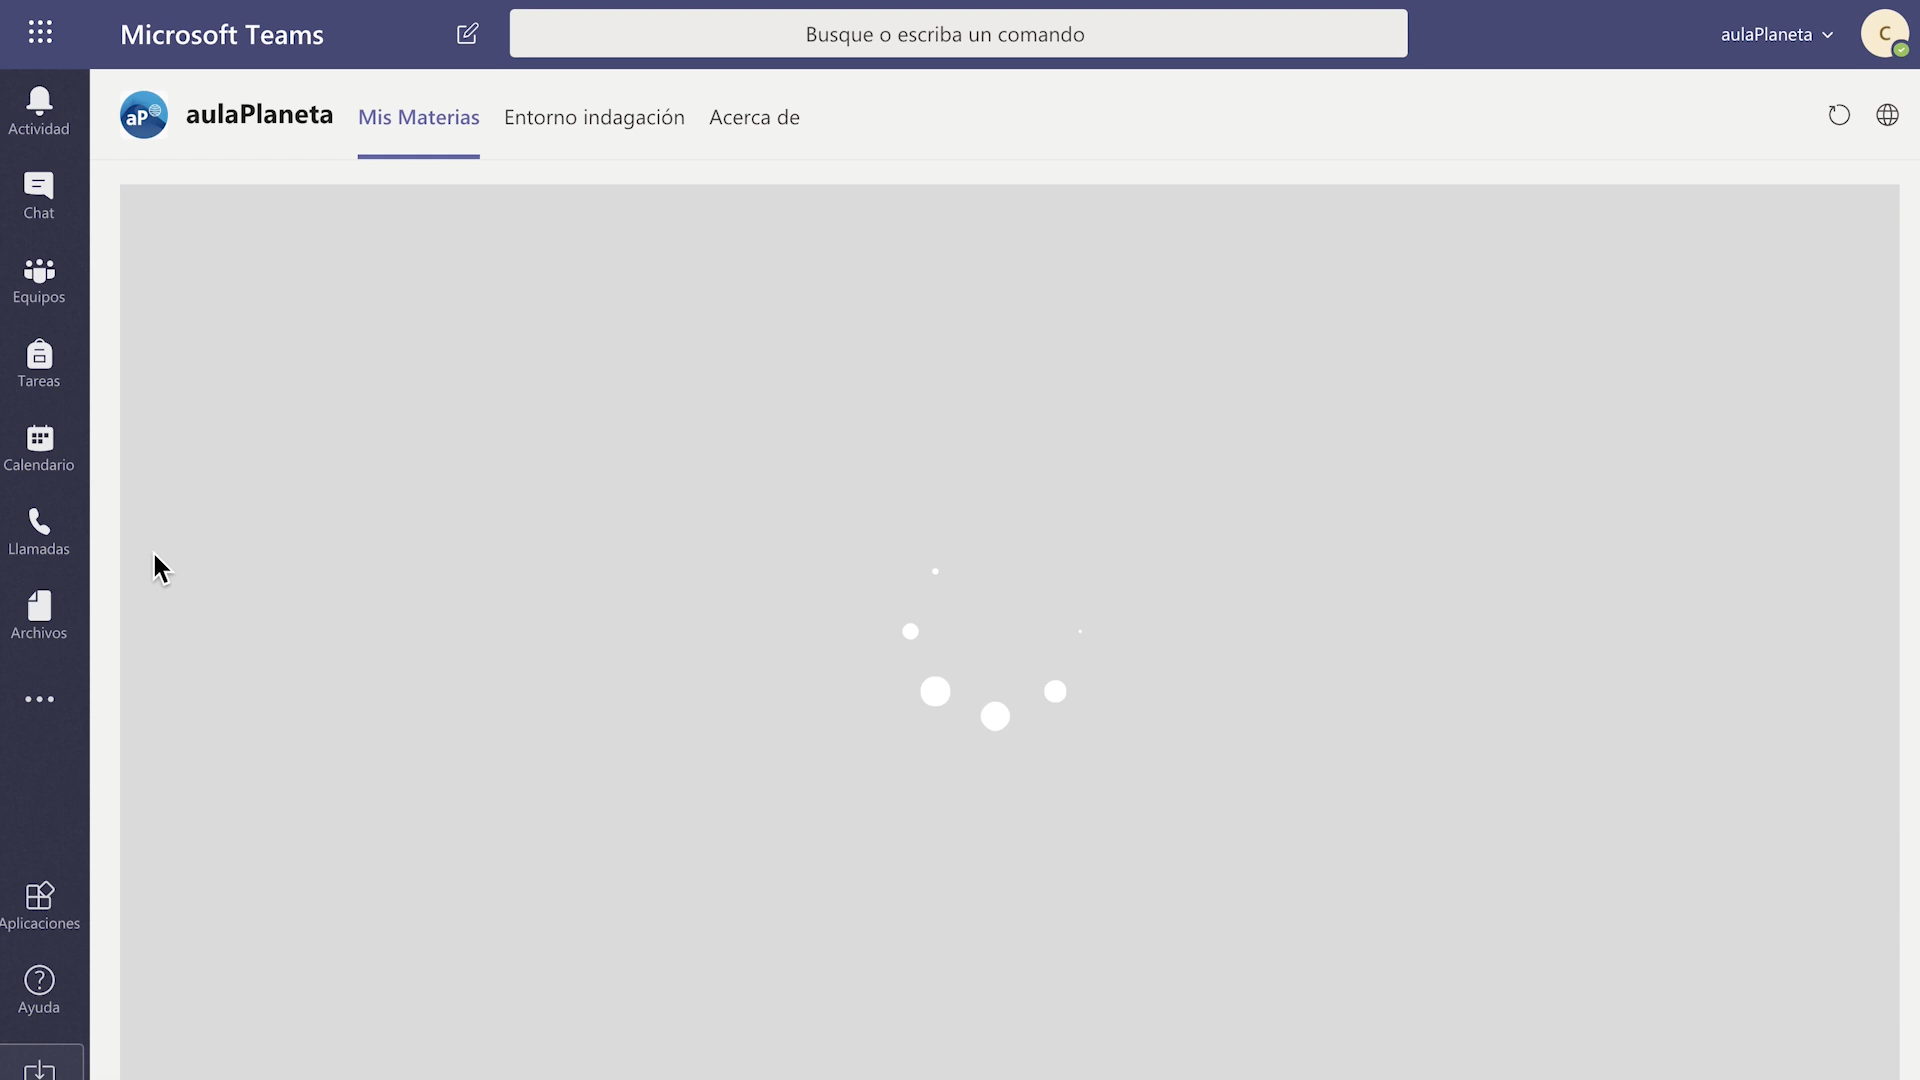 Microsoft Teams
Busque o escriba un comando
aulaPlaneta
C
Actividad
aP
aulaPlaneta
Mis Materias
Entorno indagación
Acerca de
Chat
Equipos
Tareas
Calendario
Llamadas
Archivos
Aplicaciones
?
Ayuda